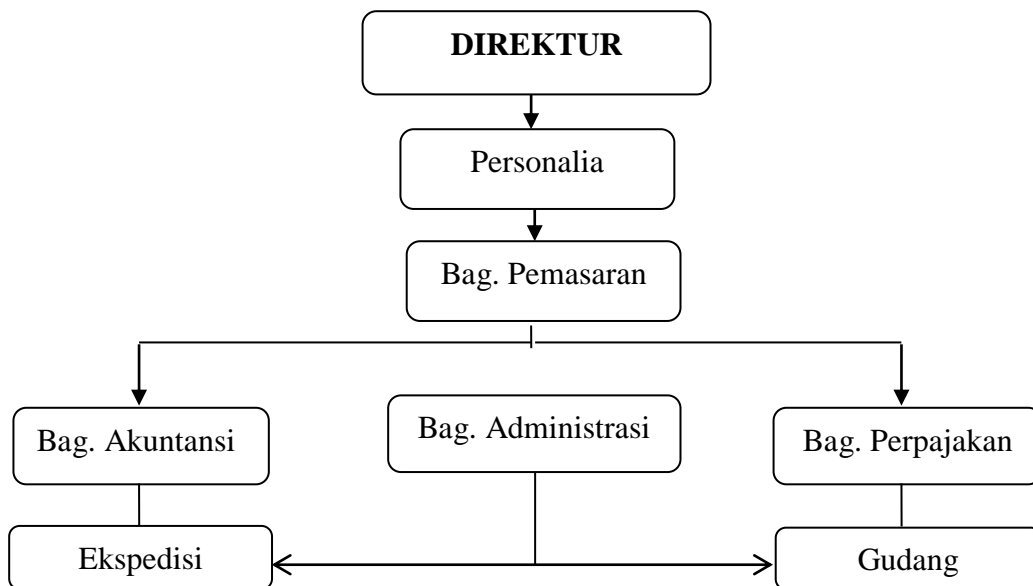 DIREKTUR
Personalia
Bag. Pemasaran
Bag. Akuntansi
Bag. Administrasi
Bag. Perpajakan
Ekspedisi
Gudang